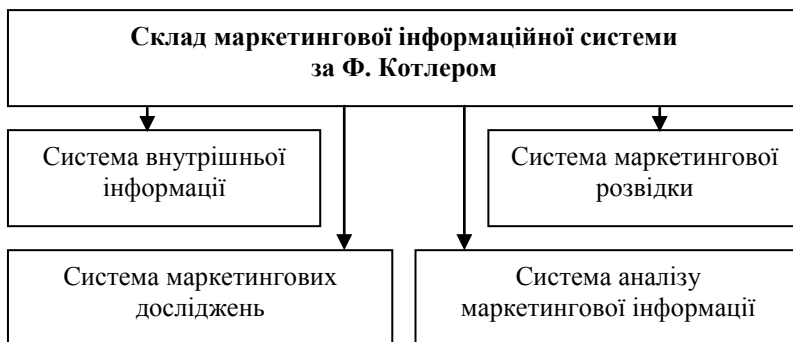 Склад маркетингової інформаційної системи
за Ф. Котлером
Система внутрішньої
інформації
Система маркетингової
розвідки
Система маркетингових
досліджень
Система аналізу
маркетингової інформації